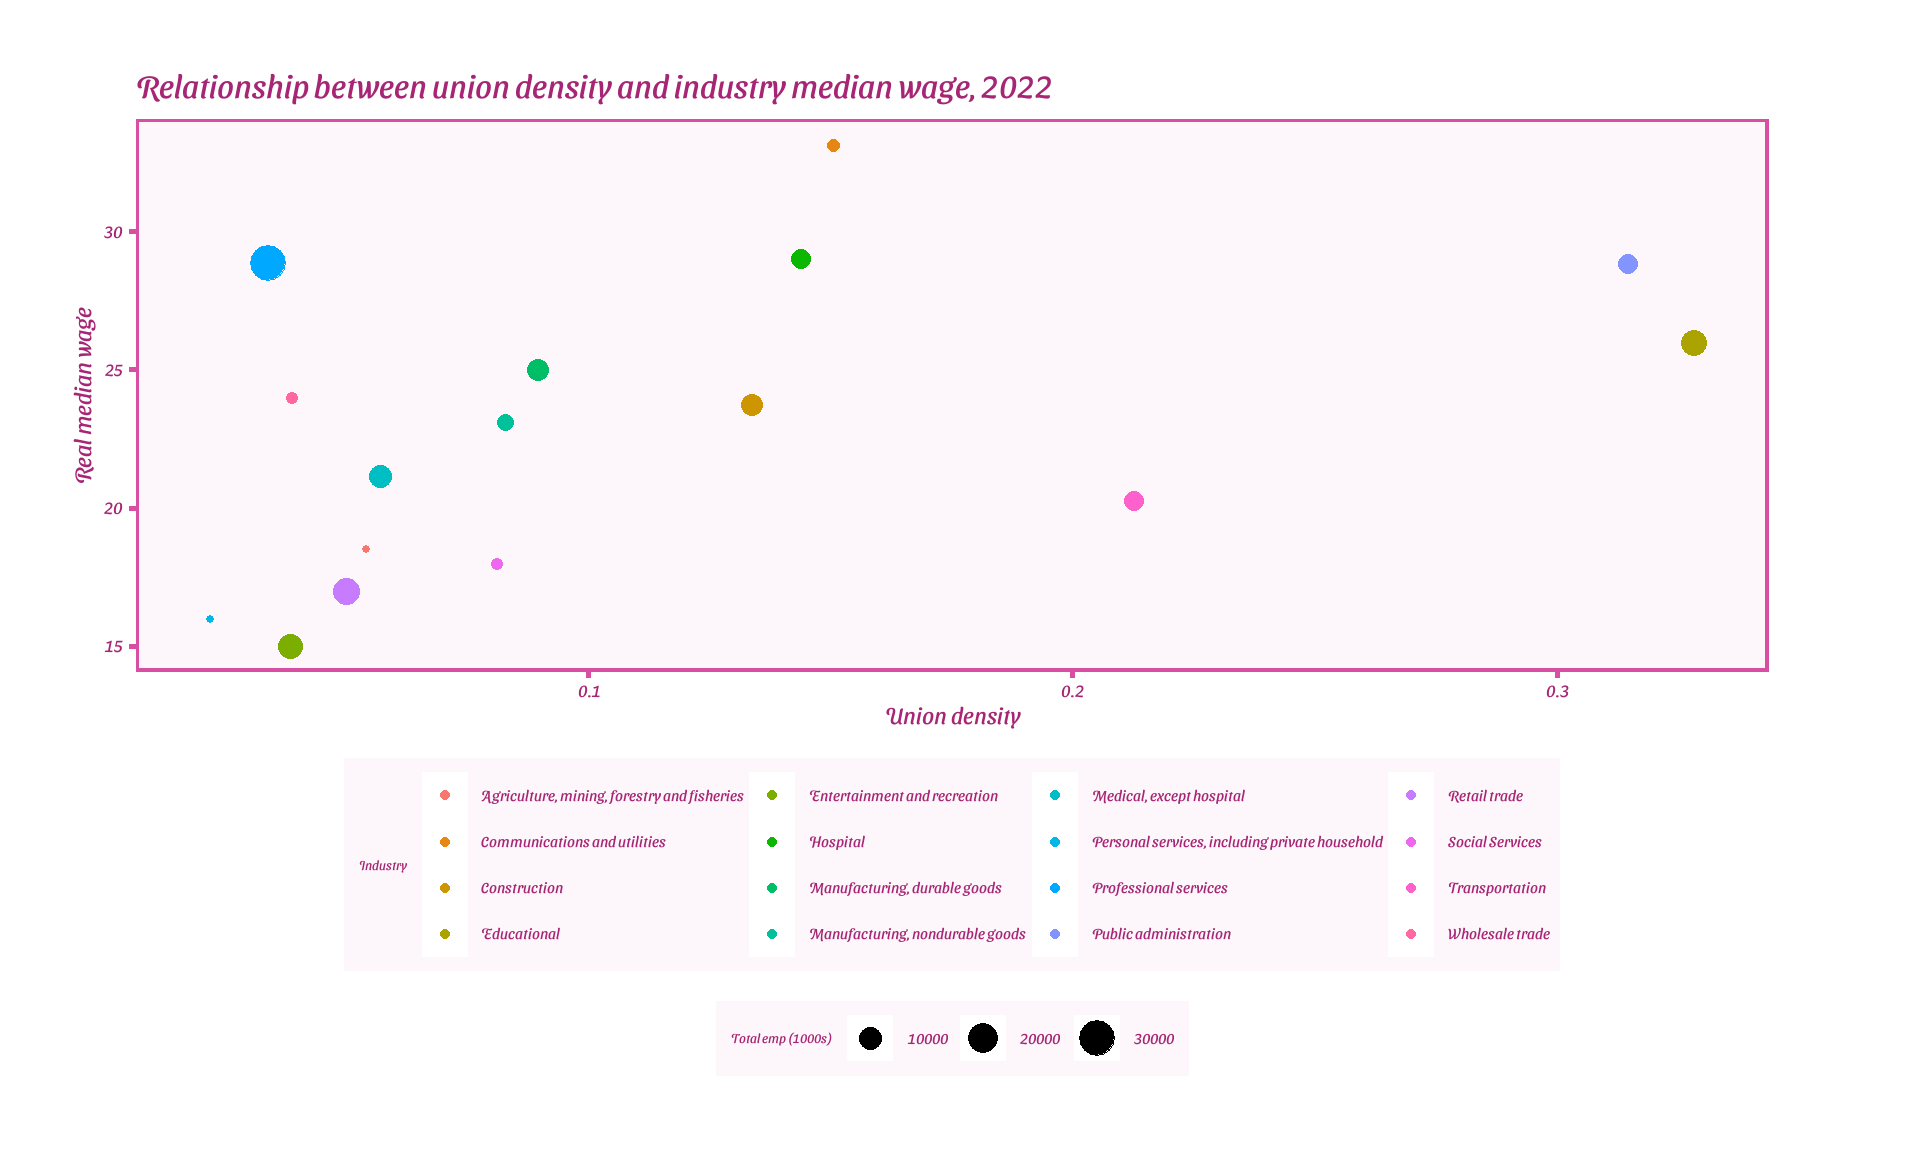 Relationship between union density and industry median wage, 2022
30
25
20
15
Real median wage
0.1 0.2 0.3
Union density
Industry
Agriculture, mining, forestry and fisheries
Communications and utilities
Construction
Educational
Entertainment and recreation
Hospital
Manufacturing, durable goods
Manufacturing, nondurable goods
Medical, except hospital
Personal services, including private household
Professional services
Public administration
Retail trade
Social Services
Transportation
Wholesale trade
Total emp (1000s) 10000 20000 30000